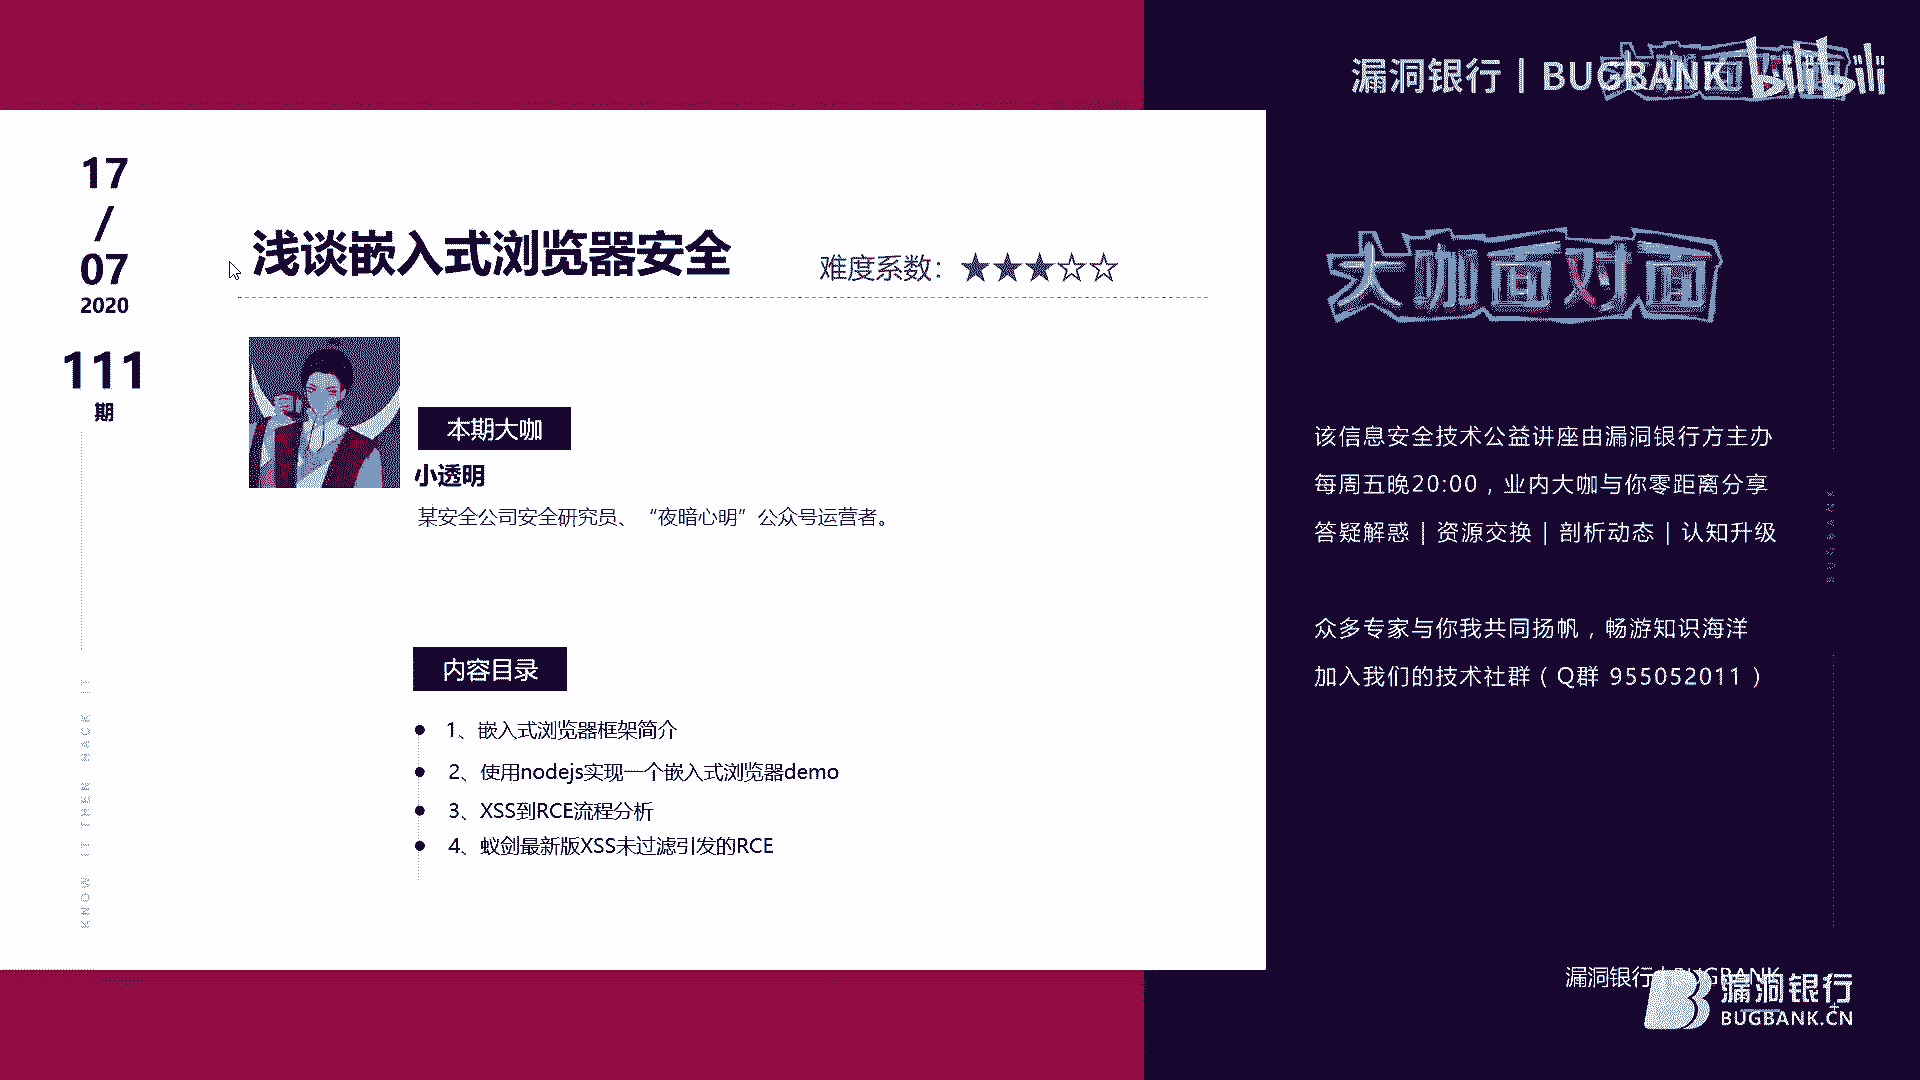 漏洞银行 | BUGBANK
大咖面对面
bilibili
17
/
07
2020
111
期
浅谈嵌入式浏览器安全
难度系数：★★★☆☆
本期大咖
小透明
某安全公司安全研究员、“夜暗心明”公众号运营者。
内容目录
1、嵌入式浏览器框架简介
2、使用nodejs实现一个嵌入式浏览器demo
3、XSS到RCE流程分析
4、蚁剑最新版XSS未过滤引发的RCE
KNOW IT THEN HACK IT
大咖面对面
该信息安全技术公益讲座由漏洞银行方主办
每周五晚20:00，业内大咖与你零距离分享
答疑解惑 | 资源交换 | 剖析动态 | 认知升级
众多专家与你我共同扬帆，畅游知识海洋
加入我们的技术社群（Q群 955052011 ）
BUGBANK
漏洞银行 | BUGBANK
漏洞银行
BUGBANK.CN